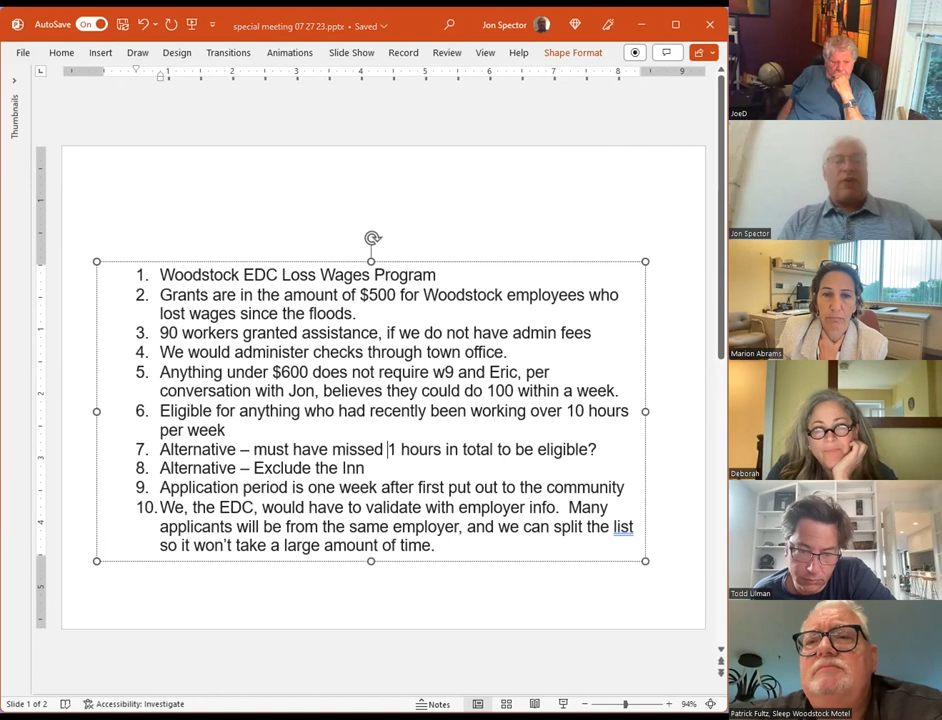 AutoSave On special meeting 07 27 23.pptx • Saved Jon Spector
File Home Insert Draw Design Transitions Animations Slide Show Record Review View Help Shape Format
1 2 3 4 5 6 7 8 9
Thumbnails
1. Woodstock EDC Loss Wages Program
2. Grants are in the amount of $500 for Woodstock employees who
lost wages since the floods.
3. 90 workers granted assistance, if we do not have admin fees
4. We would administer checks through town office.
5. Anything under $600 does not require w9 and Eric, per
conversation with Jon, believes they could do 100 within a week.
6. Eligible for anything who had recently been working over 10 hours
per week
7. Alternative – must have missed 1 hours in total to be eligible?
8. Alternative – Exclude the Inn
9. Application period is one week after first put out to the community
10. We, the EDC, would have to validate with employer info. Many
applicants will be from the same employer, and we can split the list
so it won't take a large amount of time.
Slide 1 of 2 Accessibility: Investigate Notes 94%
JoeD
Jon Spector
Marion Abrams
Deborah
Todd Ulman
Patrick Fultz, Sleep Woodstock Motel